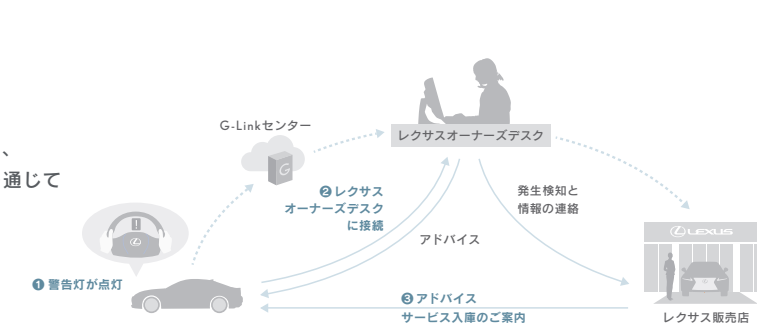 、
通じて
G-Linkセンター
G
レクサスオーナーズデスク
❷レクサス
オーナーズデスク
に接続
アドバイス
発生検知と
情報の連絡
!
❶警告灯が点灯
❸アドバイス
サービス入庫のご案内
LEXUS
レクサス販売店